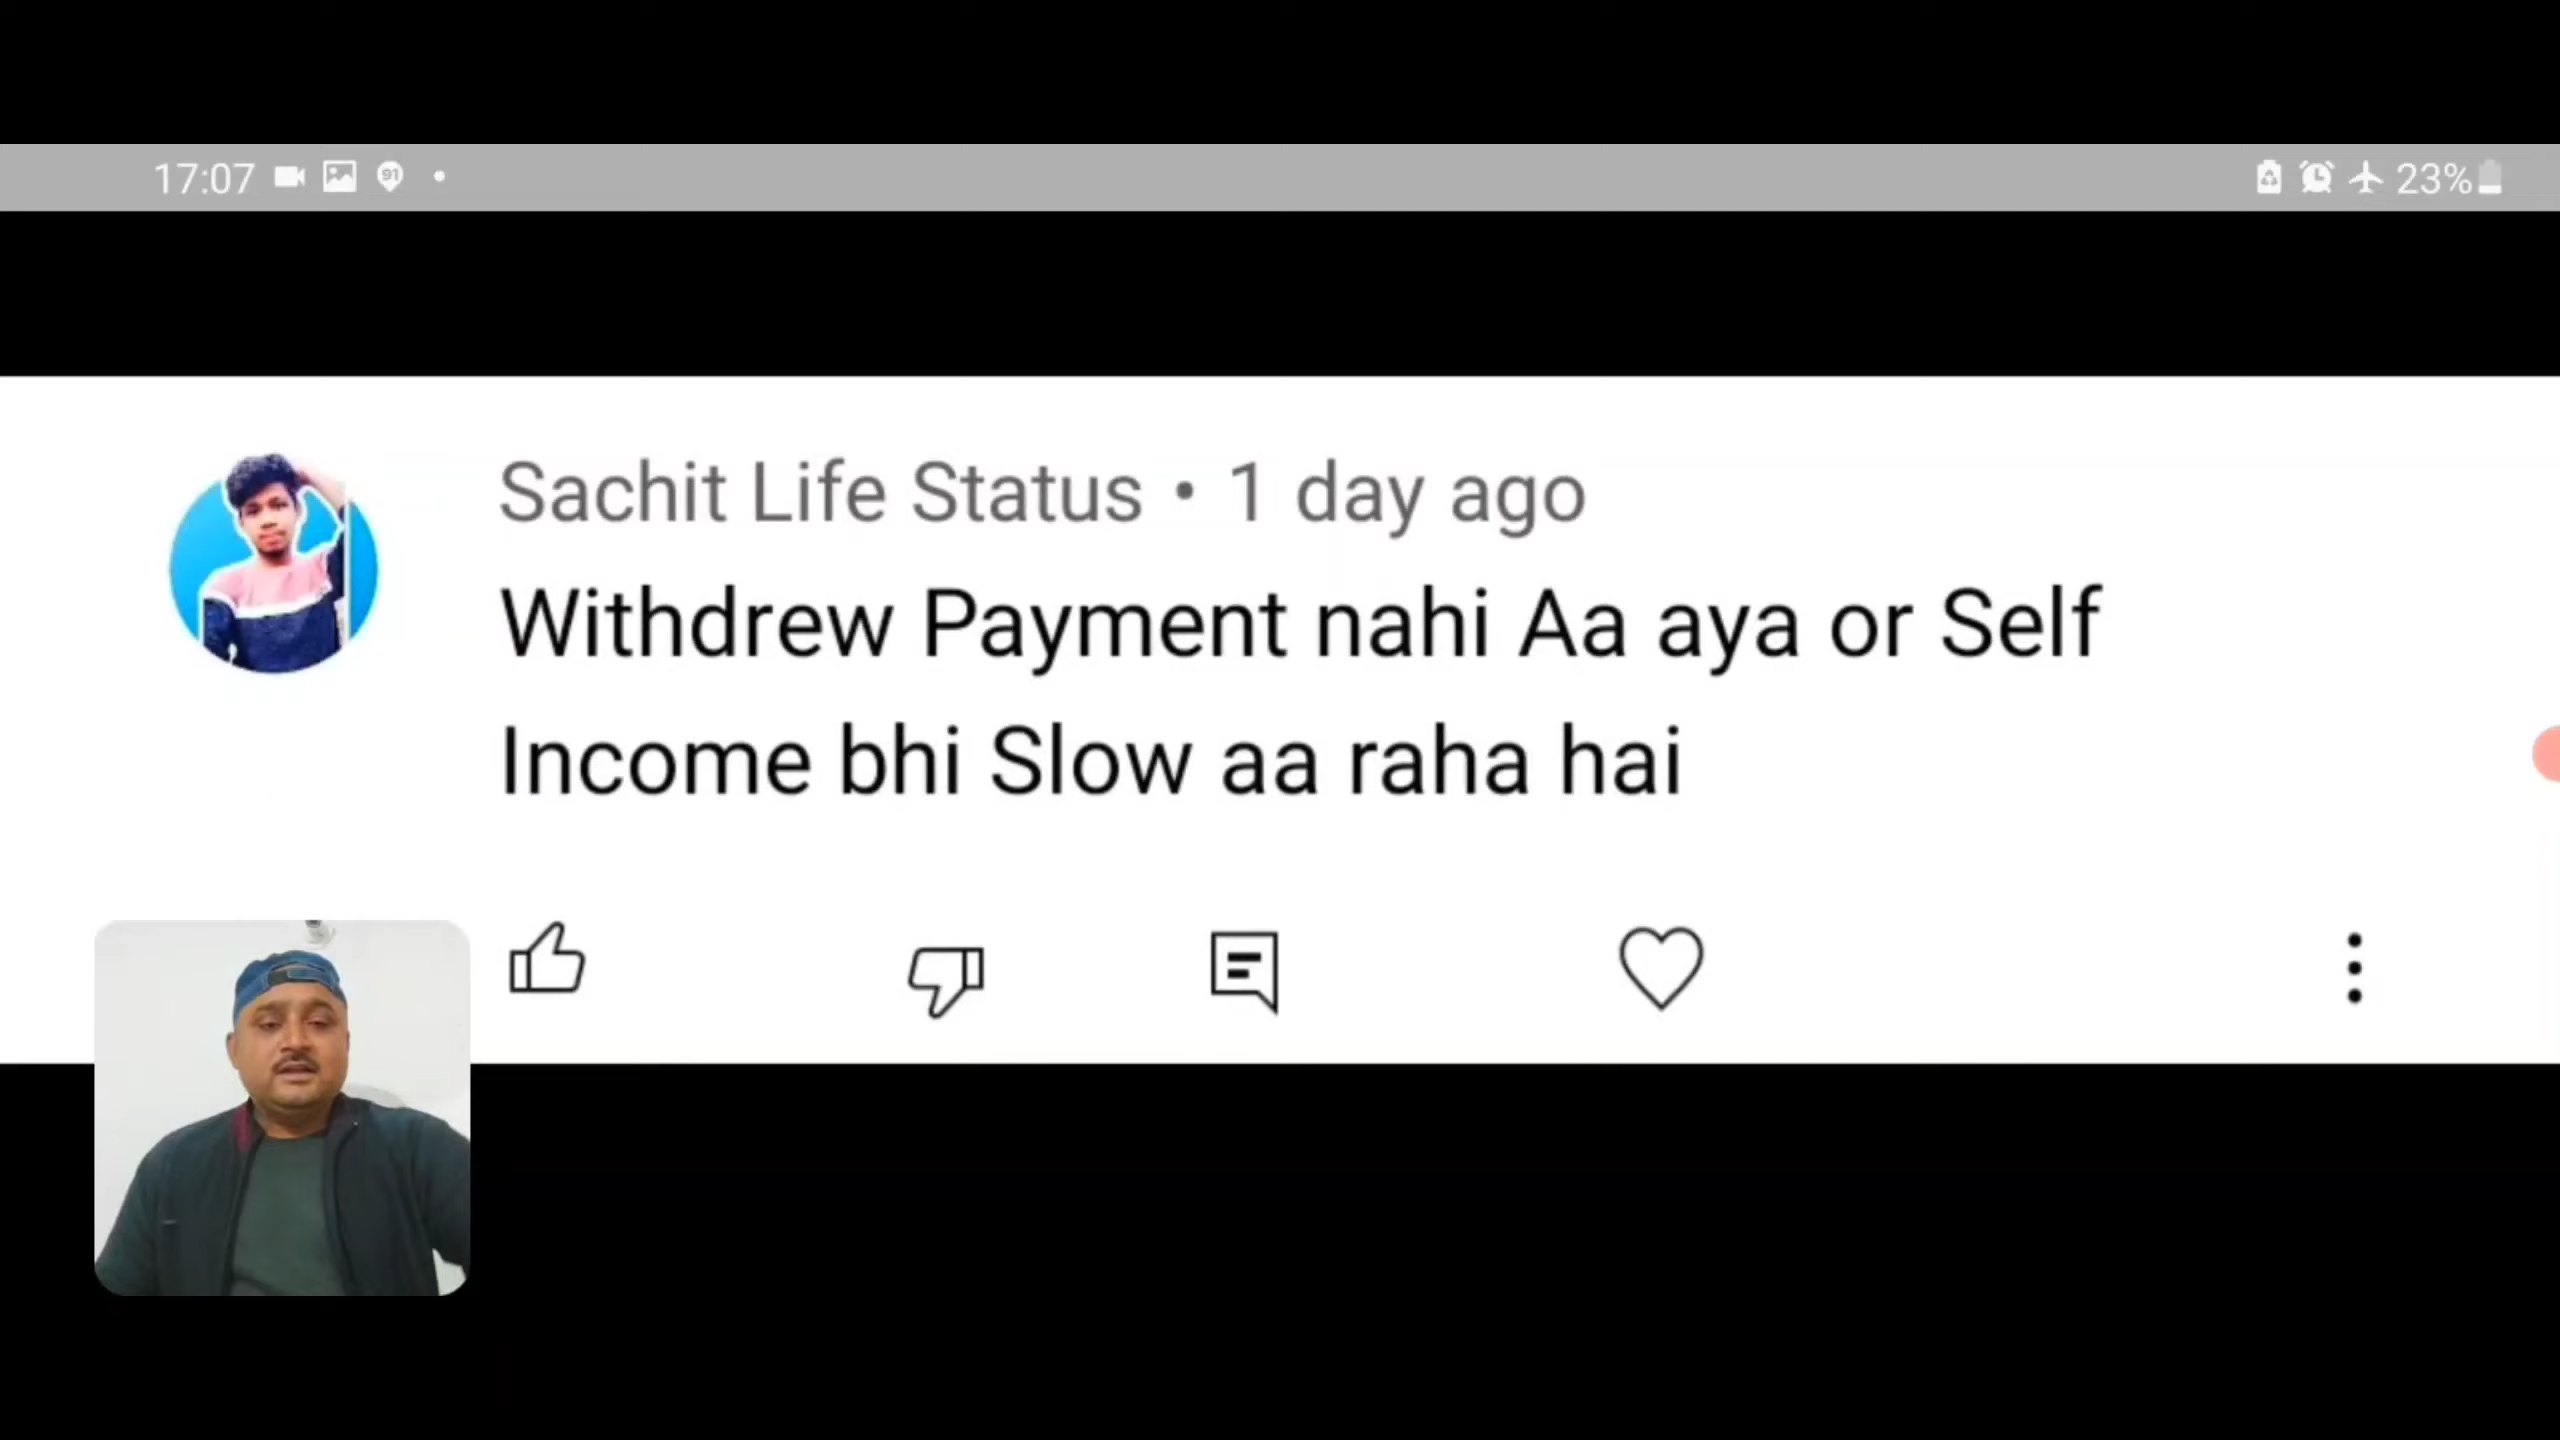 17:07 91 23%
Sachit Life Status • 1 day ago
Withdrew Payment nahi Aa aya or Self
Income bhi Slow aa raha hai